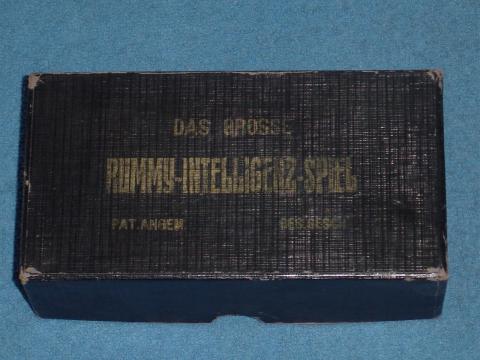 DAS GROSSE
RUMMY-INTELLIGENZ-SPIEL
PAT. ANGEM. GES. GESCH.